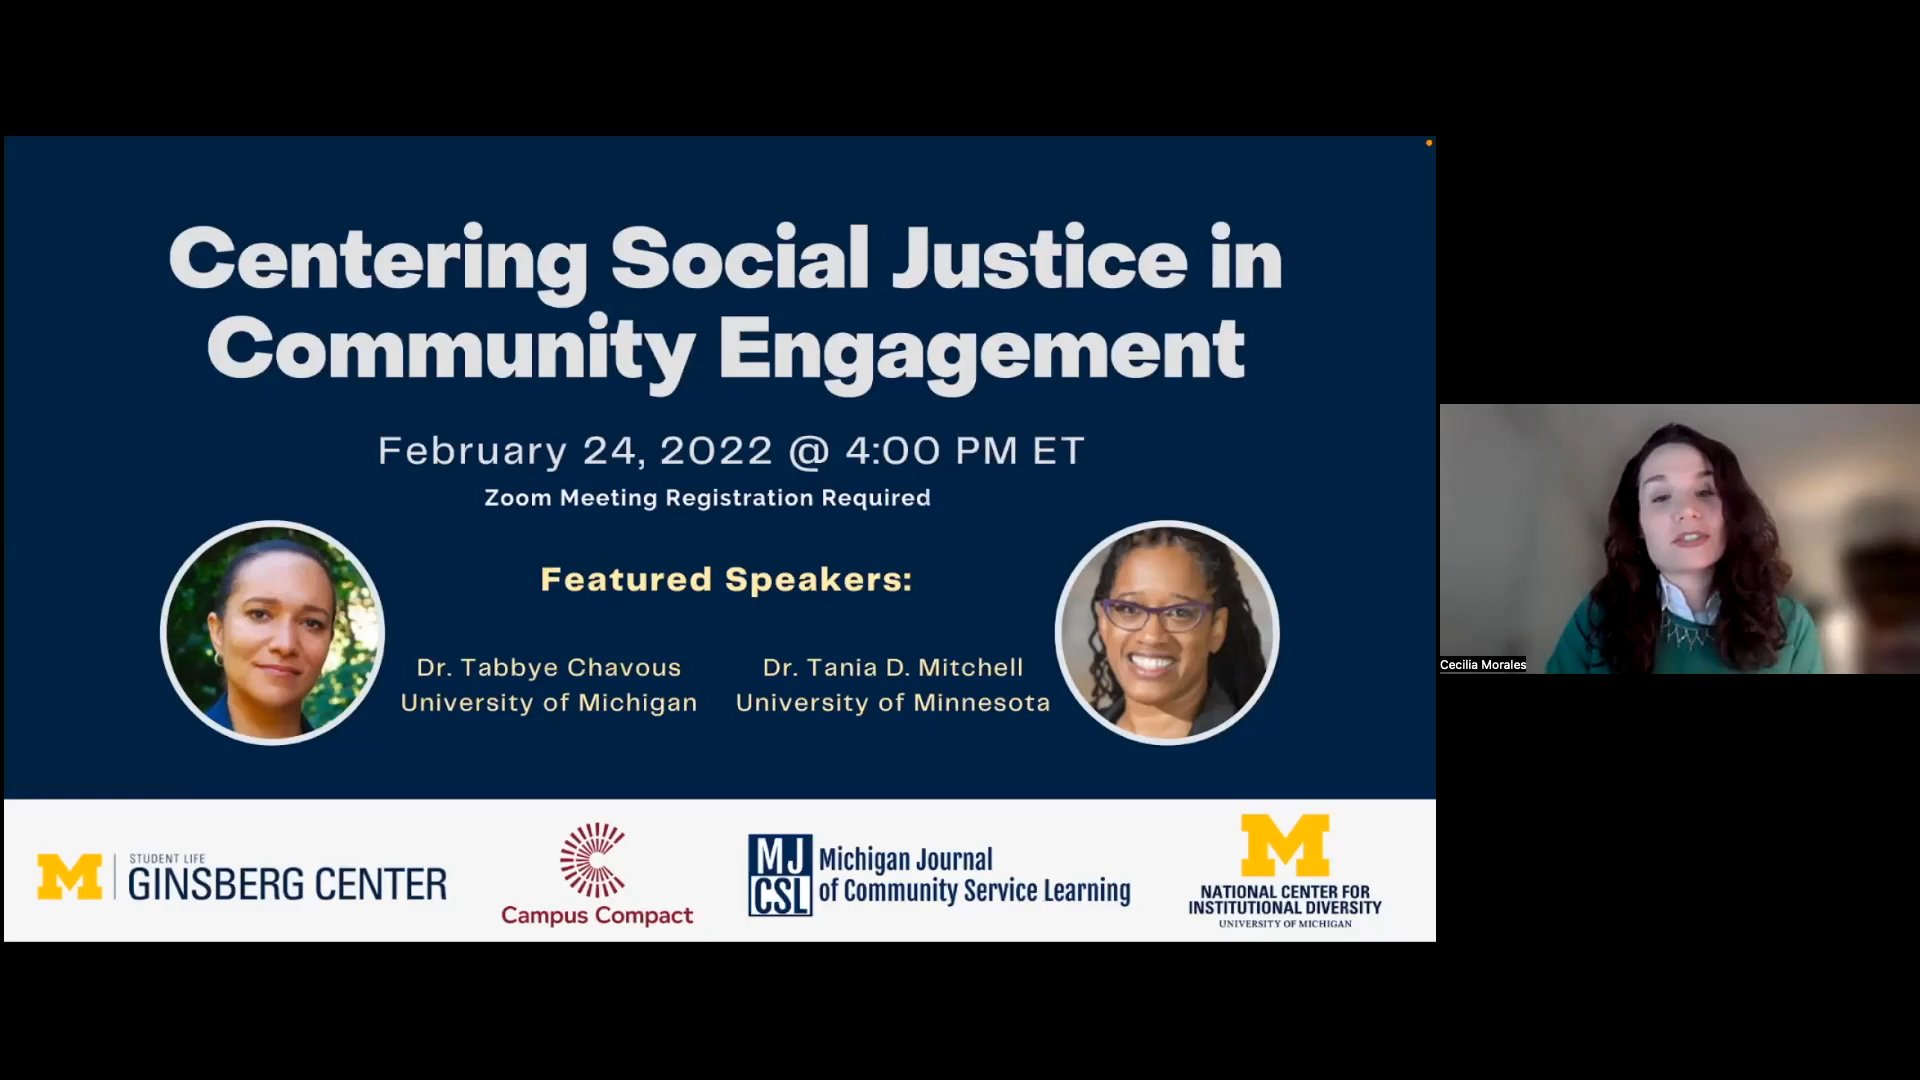 Centering Social Justice in
Community Engagement
February 24, 2022 @ 4:00 PM ET
Zoom Meeting Registration Required
Featured Speakers:
Dr. Tabbye Chavous
University of Michigan
Dr. Tania D. Mitchell
University of Minnesota
Cecilia Morales
M
STUDENT LIFE
GINSBERG CENTER
Campus Compact
MJ
CSL
Michigan Journal
of Community Service Learning
M
NATIONAL CENTER FOR
INSTITUTIONAL DIVERSITY
UNIVERSITY OF MICHIGAN